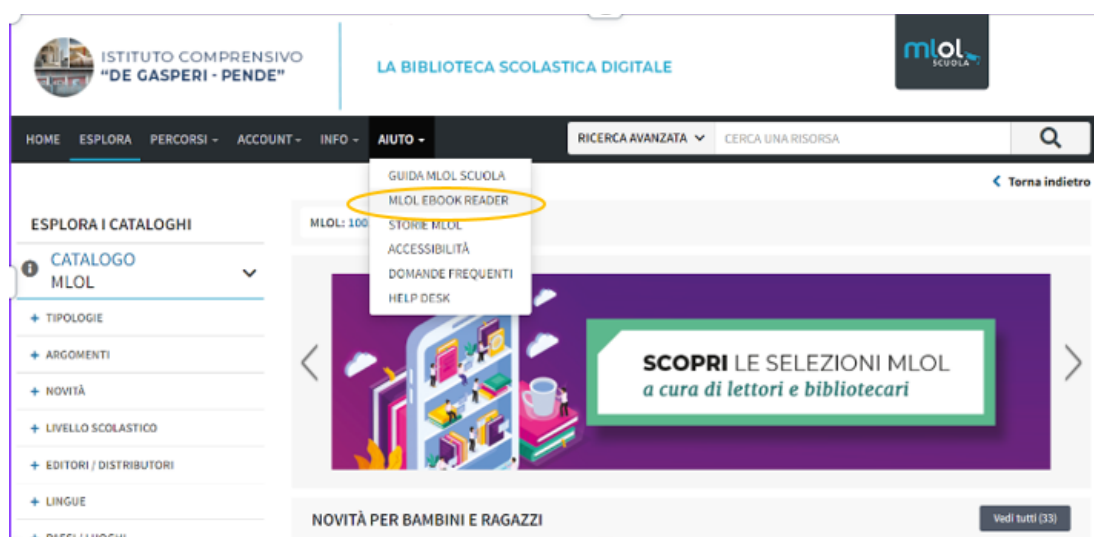 ISTITUTO COMPRENSIVO
“DE GASPERI - PENDE”
LA BIBLIOTECA SCOLASTICA DIGITALE
mlol
SCUOLA
HOME ESPLORA PERCORSI ACCOUNT INFO AIUTO RICERCA AVANZATA CERCA UNA RISORSA
GUIDA MLOL SCUOLA
MLOL EBOOK READER
STORIE MLOL
ACCESSIBILITÀ
DOMANDE FREQUENTI
HELP DESK
Torna indietro
ESPLORA I CATALOGHI
MLOL: 100
CATALOGO
MLOL
+ TIPOLOGIE
+ ARGOMENTI
+ NOVITÀ
+ LIVELLO SCOLASTICO
+ EDITORI / DISTRIBUTORI
+ LINGUE
SCOPRI LE SELEZIONI MLOL
a cura di lettori e bibliotecari
NOVITÀ PER BAMBINI E RAGAZZI
Vedi tutti (33)